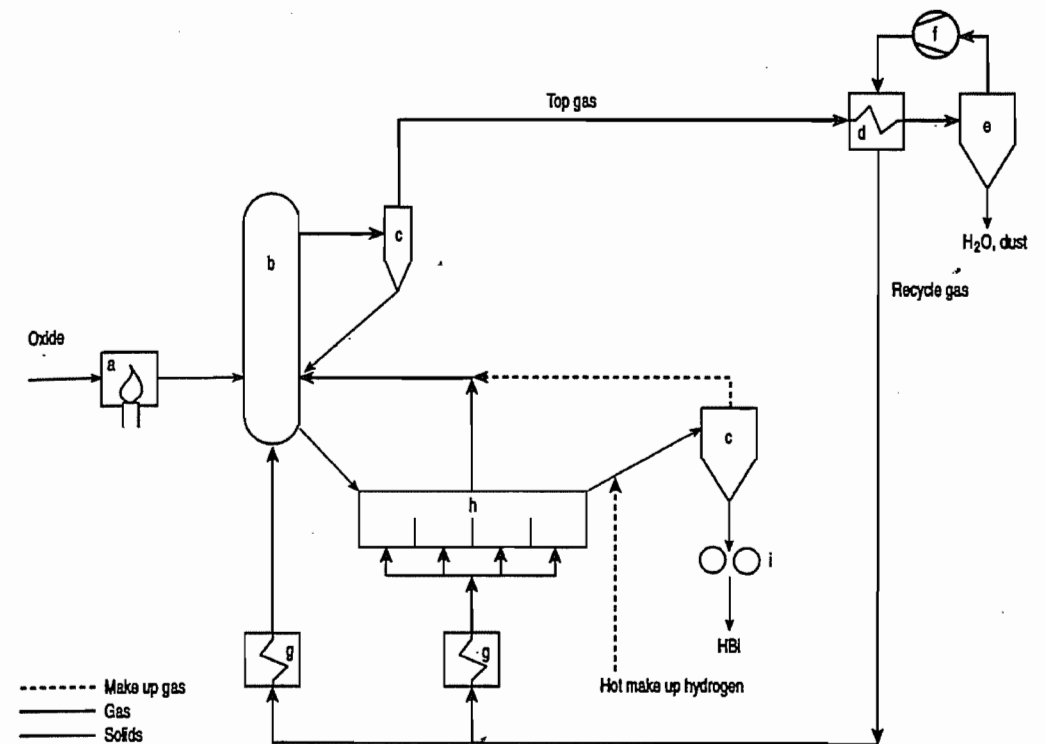 f
Top gas
d
e
H₂O, dust
b
c
Recycle gas
Oxide
a
c
h
i
HBI
g
g
Hot make up hydrogen
Make up gas
Gas
Solids